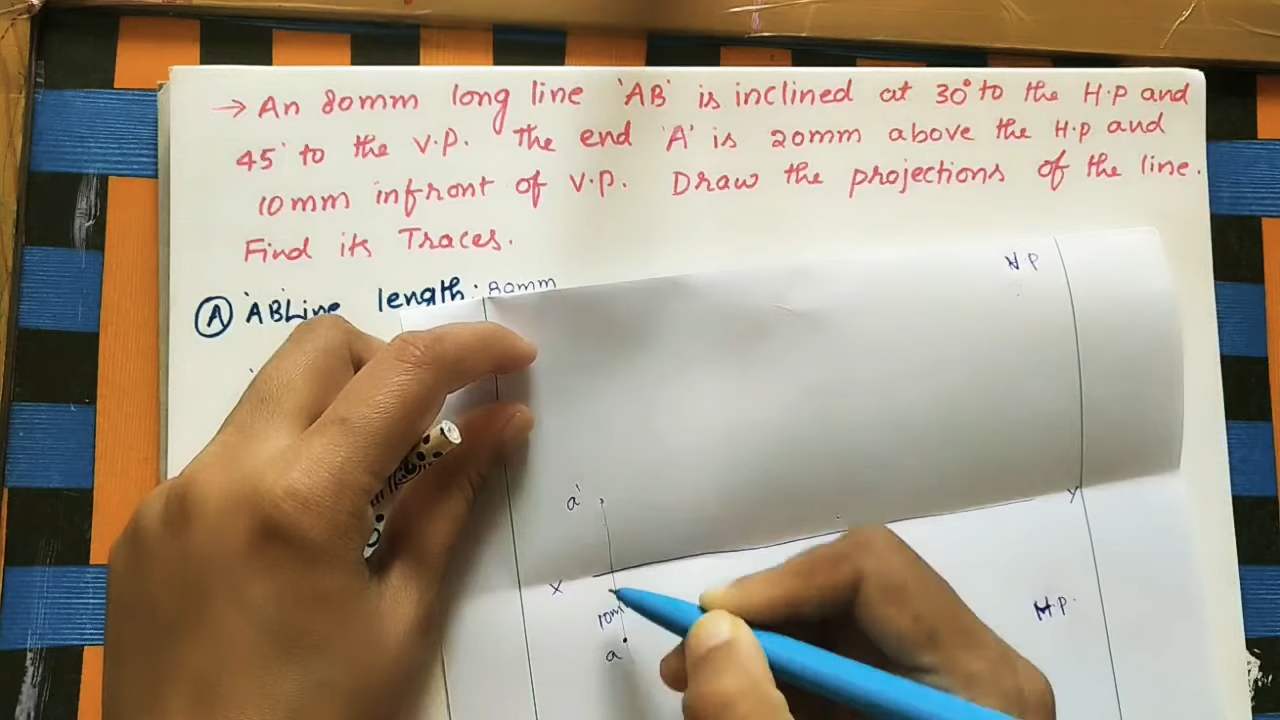 → An 80mm long line 'AB' is inclined at 30° to the H.P and
45° to the V.P. The end 'A' is 20mm above the H.P and
10mm infront of V.P. Draw the projections of the line.
Find its Traces.
Ⓐ 'AB Line length: 80mm
V.P
a'
X
Y
10m
H.P.
a